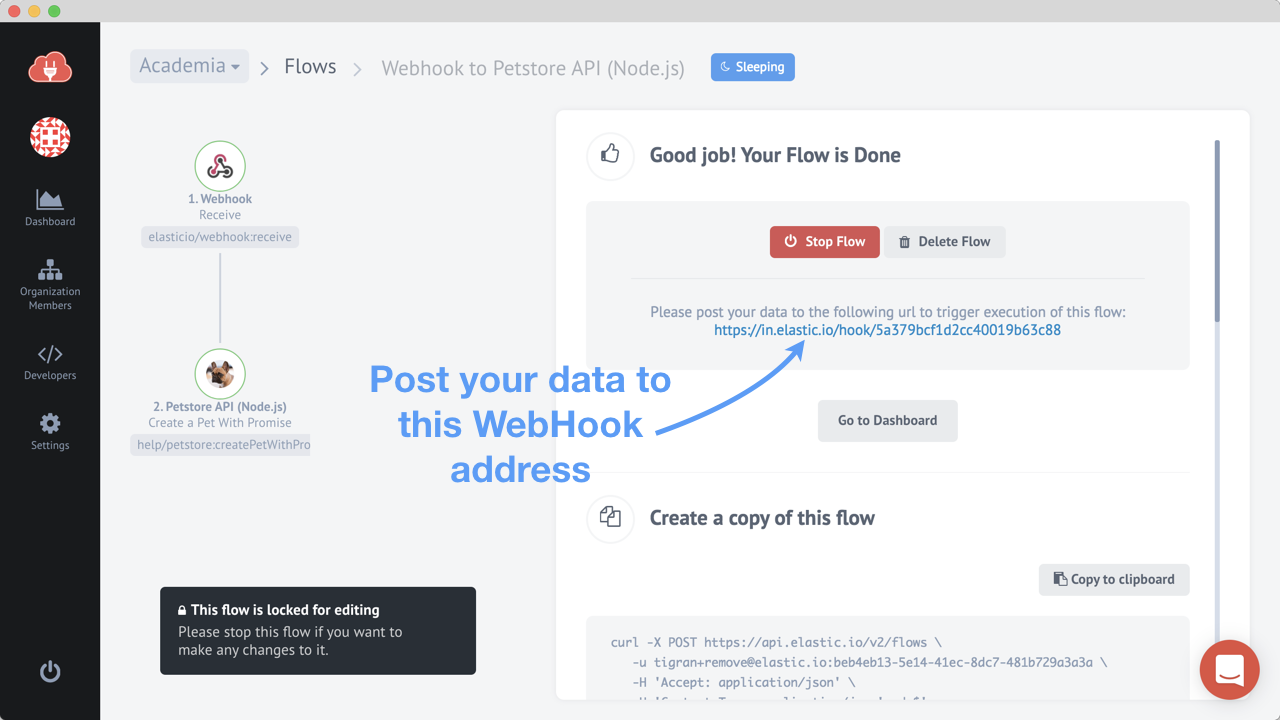 Academia
Flows
Webhook to Petstore API (Node.js)
Sleeping
Dashboard
Organization
Members
Developers
Settings
1. Webhook
Receive
elasticio/webhook:receive
2. Petstore API (Node.js)
Create a Pet With Promise
help/petstore:createPetWithPro
This flow is locked for editing
Please stop this flow if you want to
make any changes to it.
Post your data to
this WebHook
address
Good job! Your Flow is Done
Stop Flow
Delete Flow
Please post your data to the following url to trigger execution of this flow:
https://in.elastic.io/hook/5a379bcf1d2cc40019b63c88
Go to Dashboard
Create a copy of this flow
Copy to clipboard
curl -X POST https://api.elastic.io/v2/flows \
-u tigran+remove@elastic.io:beb4eb13-5e14-41ec-8dc7-481b729a3a3a \
-H 'Accept: application/json' \